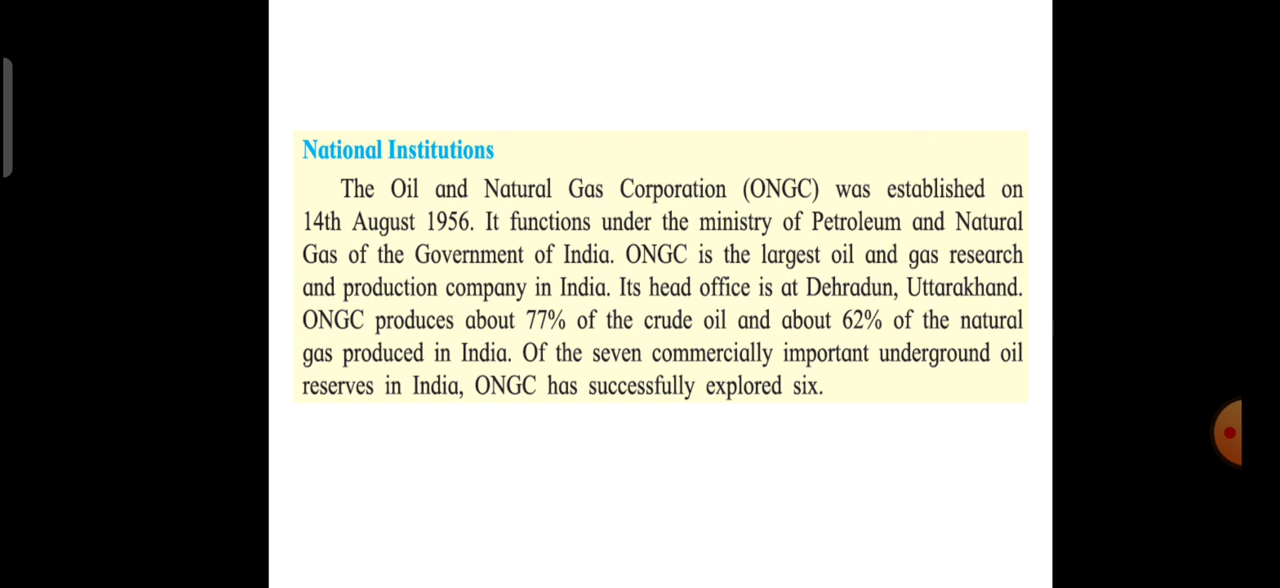 National Institutions
The Oil and Natural Gas Corporation (ONGC) was established on
14th August 1956. It functions under the ministry of Petroleum and Natural
Gas of the Government of India. ONGC is the largest oil and gas research
and production company in India. Its head office is at Dehradun, Uttarakhand.
ONGC produces about 77% of the crude oil and about 62% of the natural
gas produced in India. Of the seven commercially important underground oil
reserves in India, ONGC has successfully explored six.